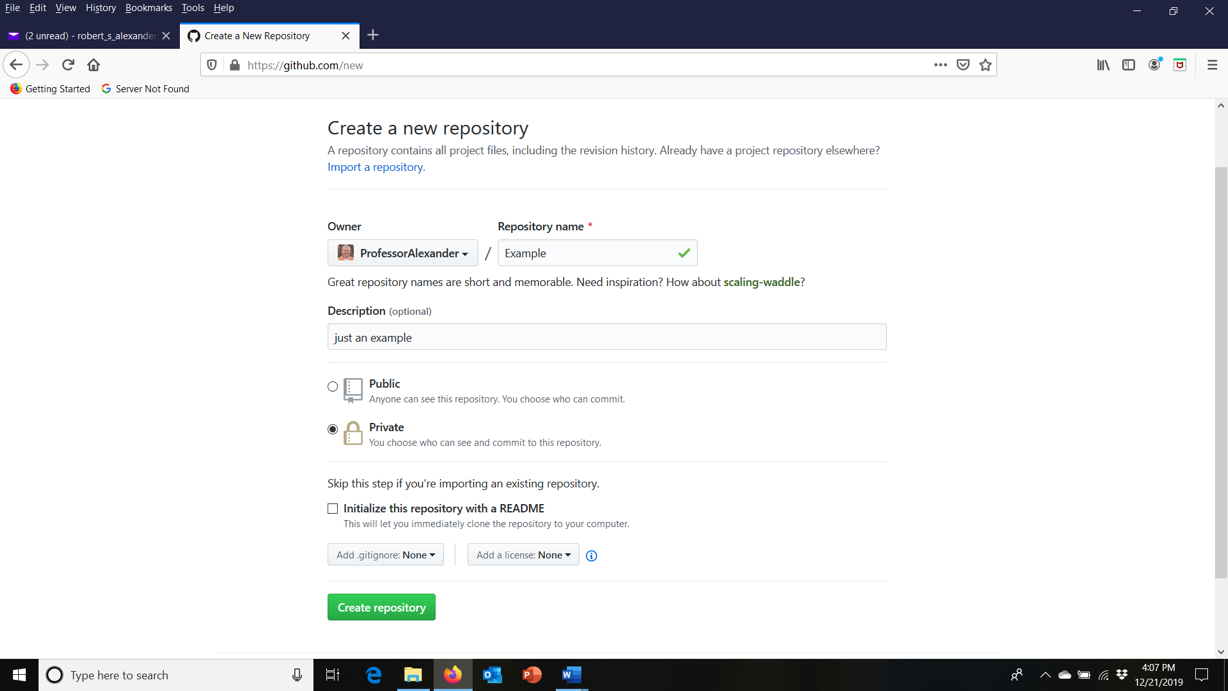 File Edit View History Bookmarks Tools Help
(2 unread) - robert_s_alexander
Create a New Repository
https://github.com/new
Getting Started Server Not Found
Create a new repository
A repository contains all project files, including the revision history. Already have a project repository elsewhere?
Import a repository.
Owner Repository name *
ProfessorAlexander / Example
Great repository names are short and memorable. Need inspiration? How about scaling-waddle?
Description (optional)
just an example
Public
Anyone can see this repository. You choose who can commit.
Private
You choose who can see and commit to this repository.
Skip this step if you're importing an existing repository.
Initialize this repository with a README
This will let you immediately clone the repository to your computer.
Add .gitignore: None Add a license: None
Create repository
Type here to search
4:07 PM
12/21/2019